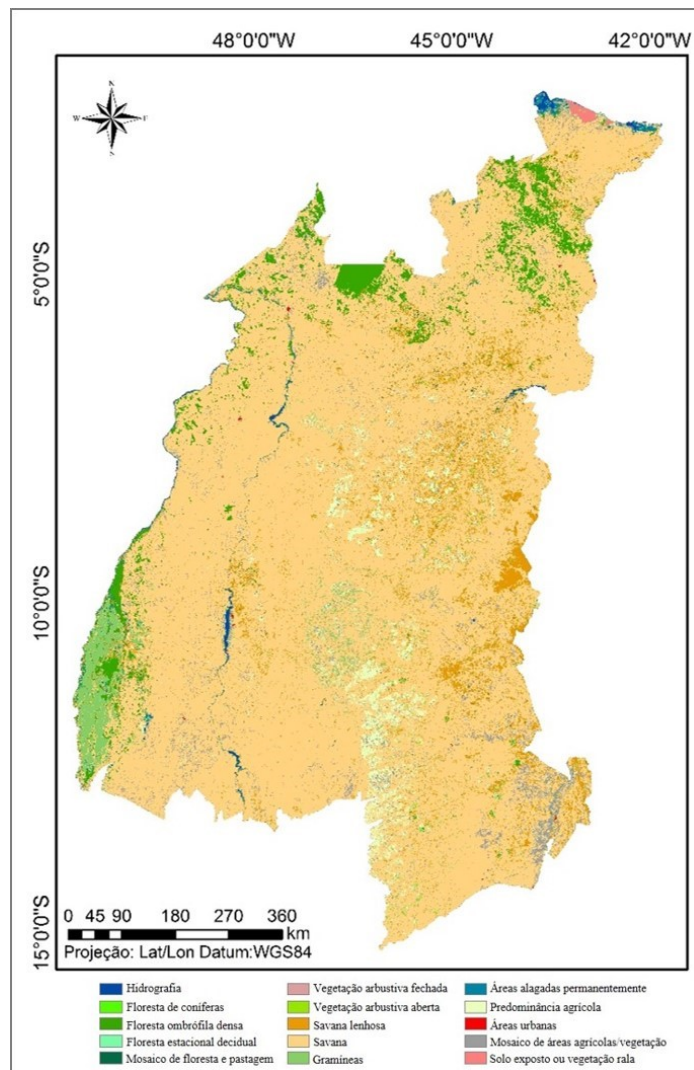 48°0'0"W 45°0'0"W 42°0'0"W
N
W E
S
5°0'0"S
10°0'0"S
15°0'0"S
0 45 90 180 270 360
km
Projeção: Lat/Lon Datum:WGS84
Hidrografia
Floresta de coníferas
Floresta ombrófila densa
Floresta estacional decidual
Mosaico de floresta e pastagem
Vegetação arbustiva fechada
Vegetação arbustiva aberta
Savana lenhosa
Savana
Gramíneas
Áreas alagadas permanentemente
Predominância agrícola
Áreas urbanas
Mosaico de áreas agrícolas/vegetação
Solo exposto ou vegetação rala